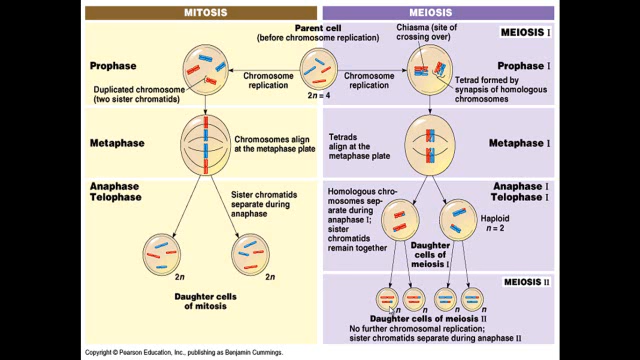 MITOSIS
MEIOSIS
Parent cell
(before chromosome replication)
Chiasma (site of
crossing over)
MEIOSIS I
Prophase
Prophase I
Chromosome
replication
Chromosome
replication
Duplicated chromosome
(two sister chromatids)
2n = 4
Tetrad formed by
synapsis of homologous
chromosomes
Metaphase
Chromosomes align
at the metaphase plate
Tetrads
align at the
metaphase plate
Metaphase I
Anaphase
Telophase
Sister chromatids
separate during
anaphase
Homologous chro-
mosomes sep-
arate during
anaphase I;
sister
chromatids
remain together
Anaphase I
Telophase I
Haploid
n = 2
Daughter
cells of
meiosis I
2n
2n
Daughter cells
of mitosis
MEIOSIS II
n
n
n
n
Daughter cells of meiosis II
No further chromosomal replication;
sister chromatids separate during anaphase II
Copyright © Pearson Education, Inc., publishing as Benjamin Cummings.